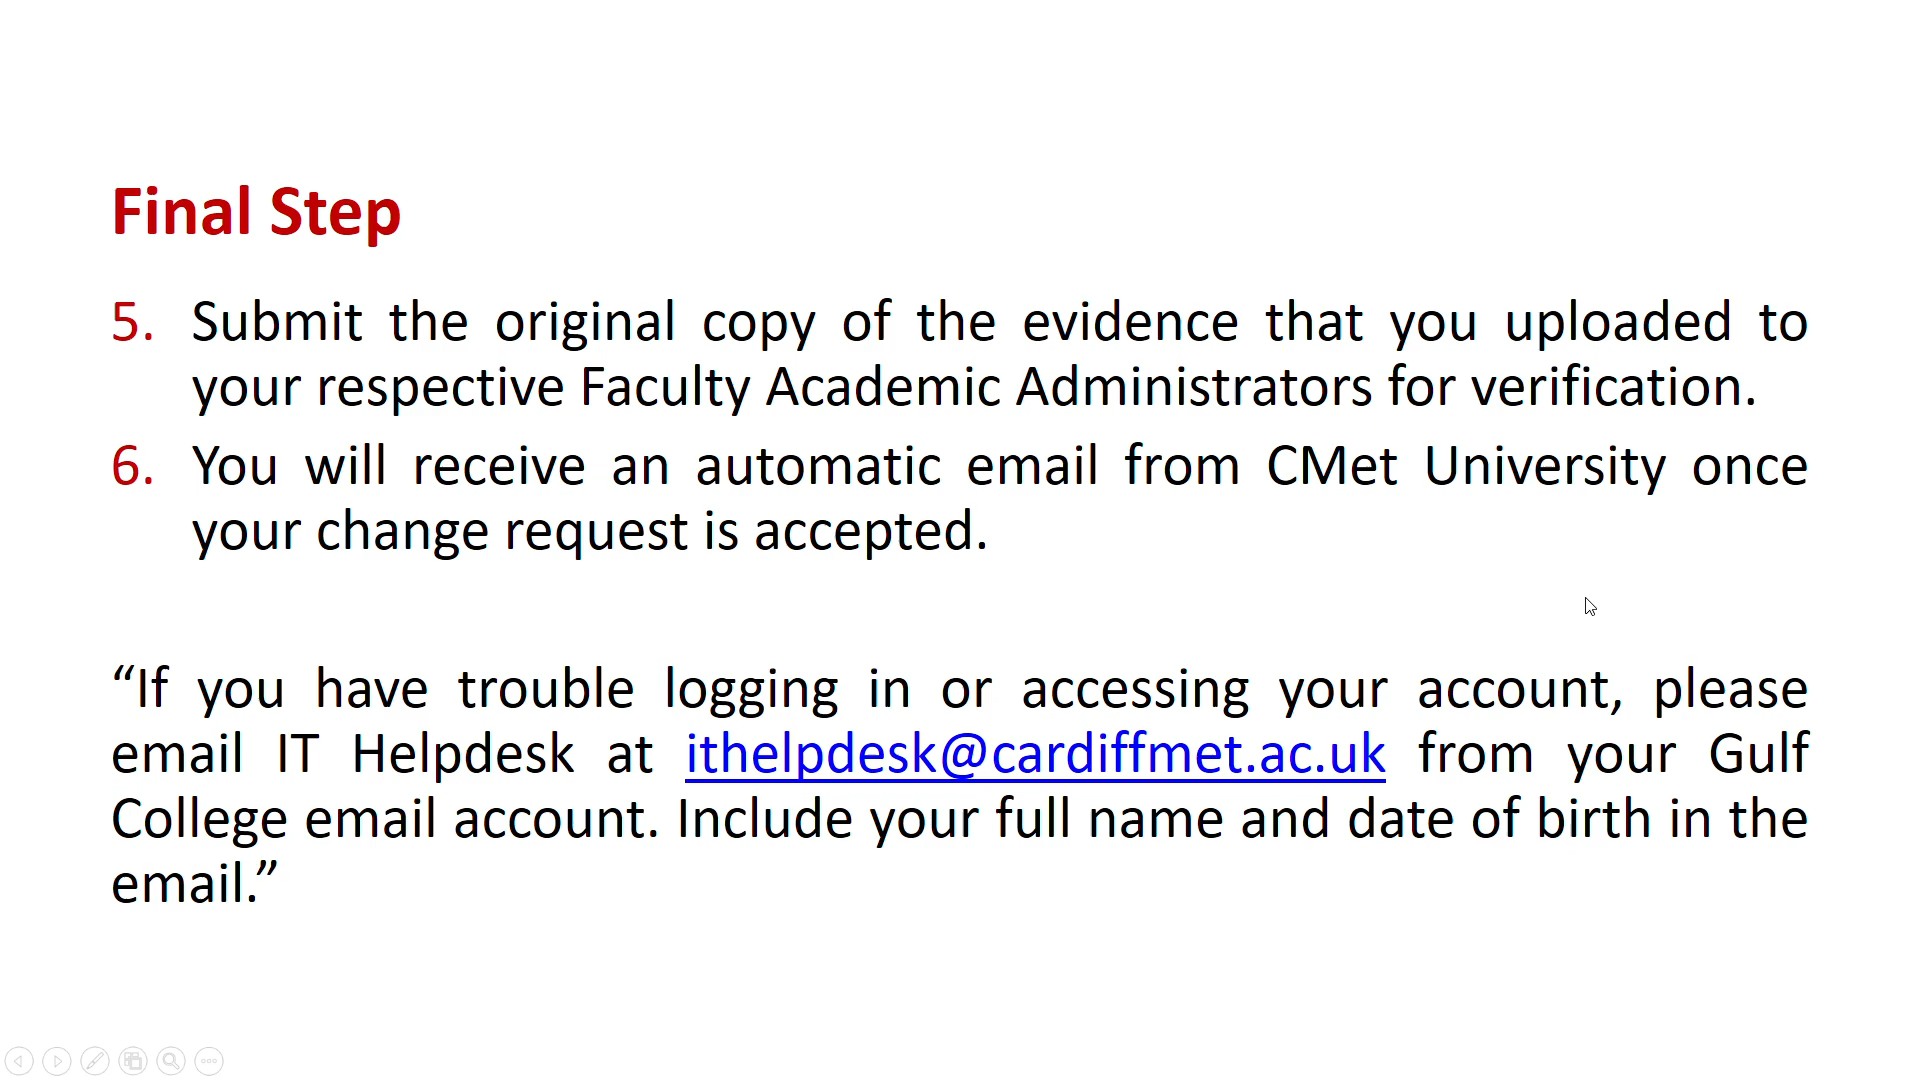 Final Step
5. Submit the original copy of the evidence that you uploaded to
your respective Faculty Academic Administrators for verification.
6. You will receive an automatic email from CMet University once
your change request is accepted.
“If you have trouble logging in or accessing your account, please
email IT Helpdesk at ithelpdesk@cardiffmet.ac.uk from your Gulf
College email account. Include your full name and date of birth in the
email.”